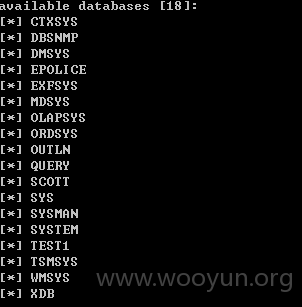 available databases [18]:
[*] CTXSYS
[*] DBSNMP
[*] DMSYS
[*] EPOLICE
[*] EXFSYS
[*] MDSYS
[*] OLAPSYS
[*] ORDSYS
[*] OUTLN
[*] QUERY
[*] SCOTT
[*] SYS
[*] SYSMAN
[*] SYSTEM
[*] TEST1
[*] TSMSYS
[*] WMSYS
[*] XDB
www.wooyun.org